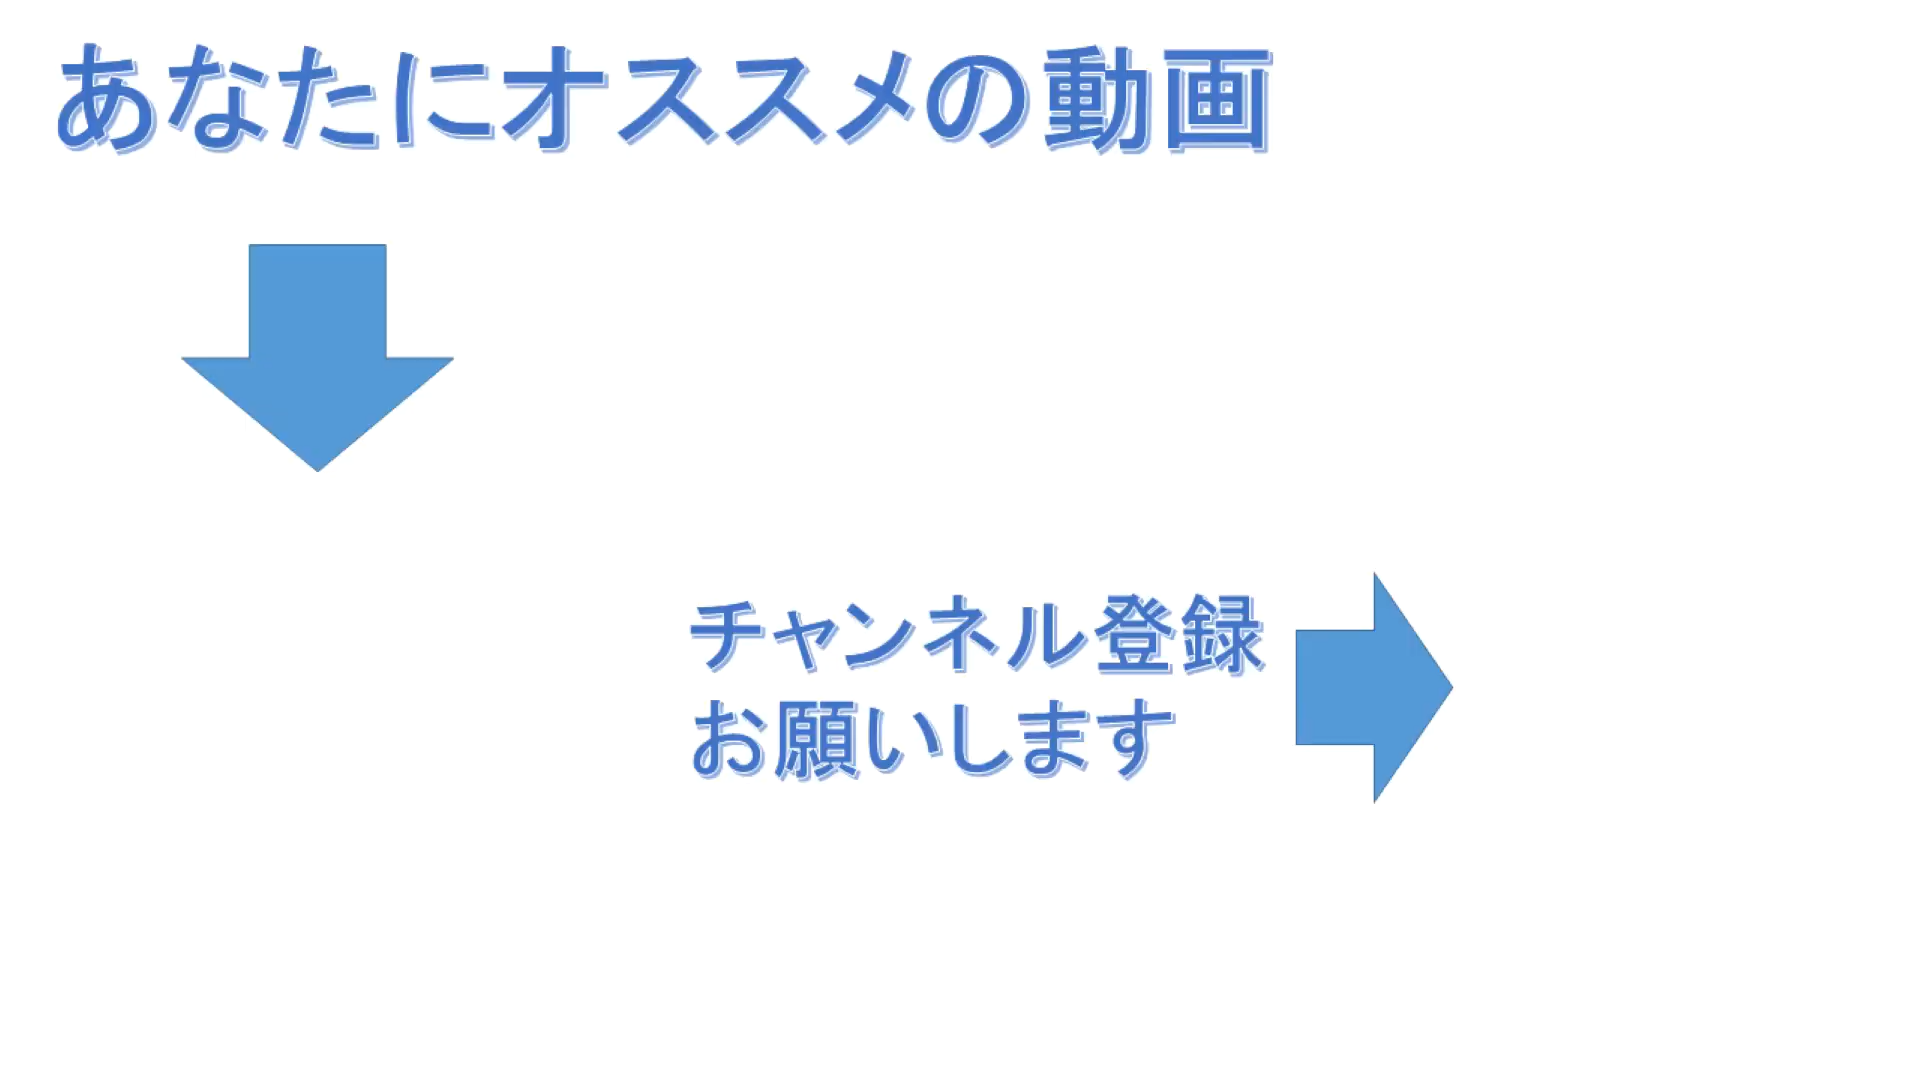 あなたにオススメの動画
チャンネル登録
お願いします